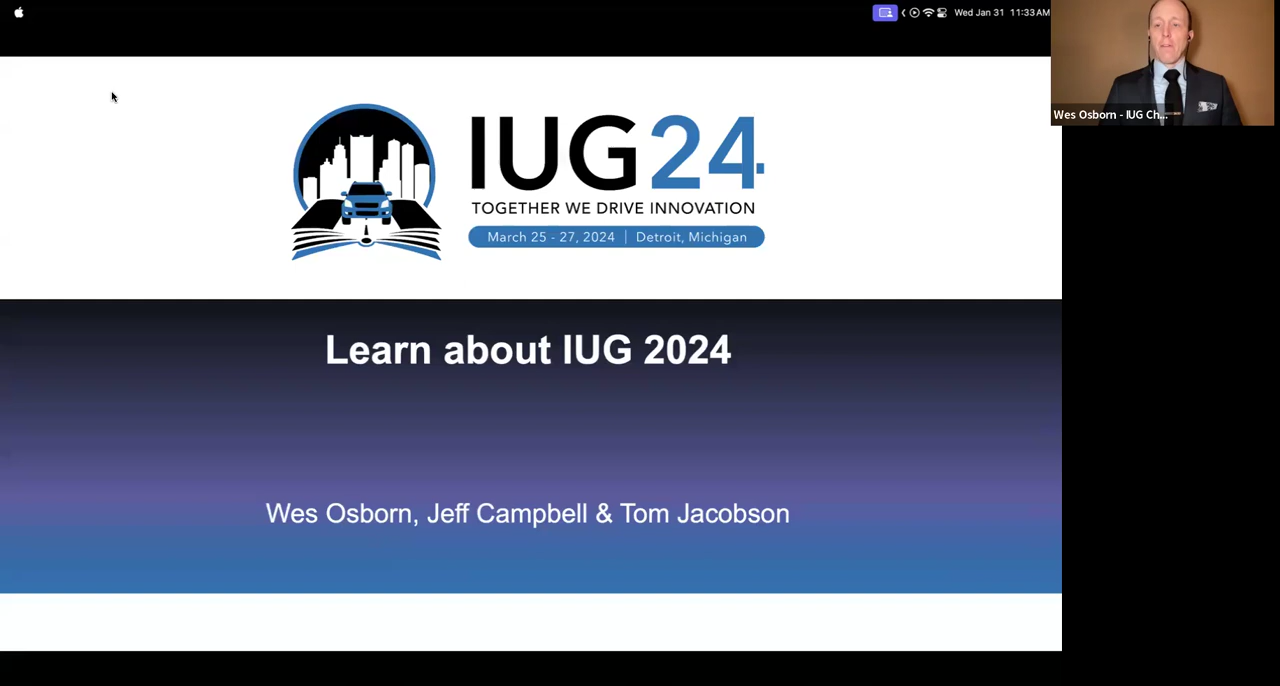 Wed Jan 31 11:33 AM
Wes Osborn - IUG Ch...
IUG24
TOGETHER WE DRIVE INNOVATION
March 25 - 27, 2024 | Detroit, Michigan
Learn about IUG 2024
Wes Osborn, Jeff Campbell & Tom Jacobson